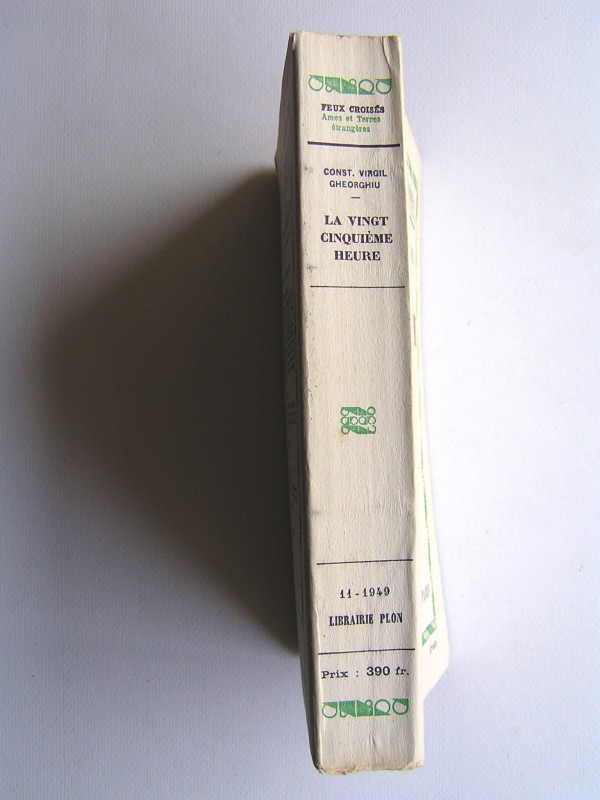 FEUX CROISÉS
Ames et Terres
étrangères
CONST. VIRGIL
GHEORGHIU
LA VINGT
CINQUIÈME
HEURE
11-1949
LIBRAIRIE PLON
Prix : 390 fr.